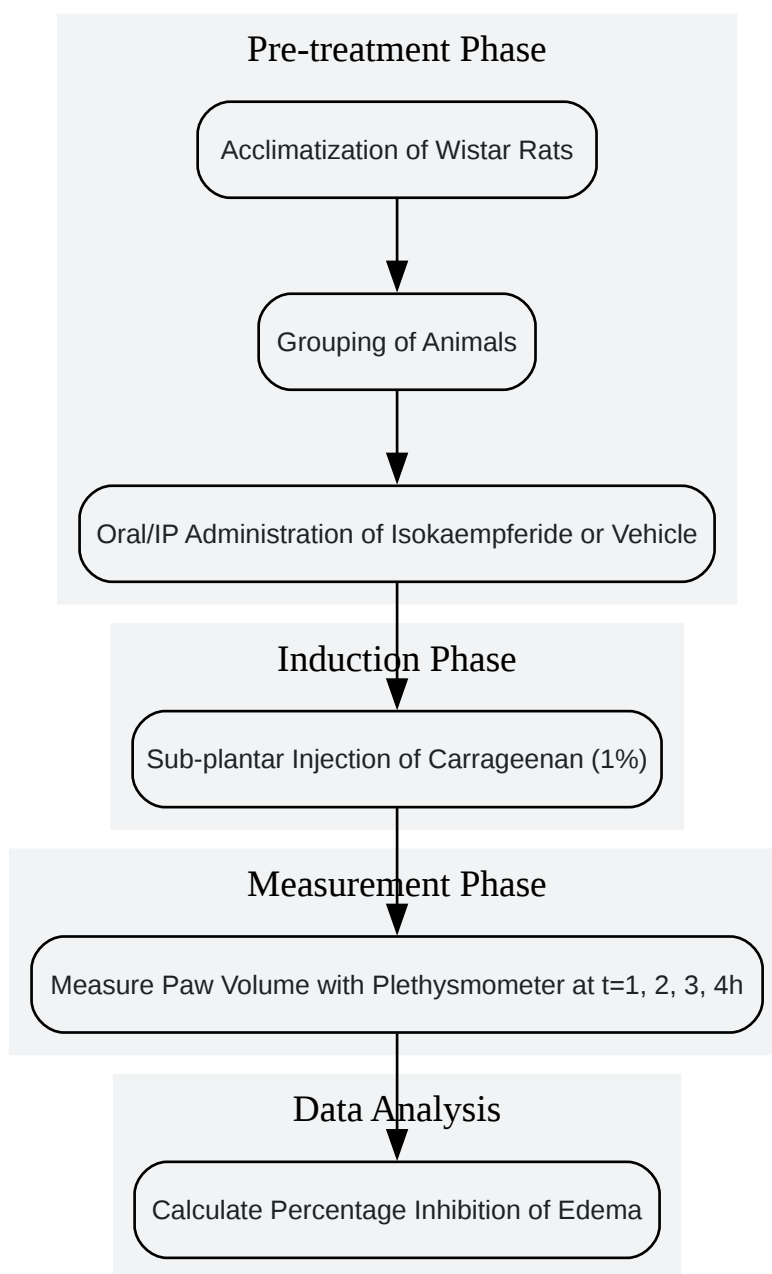 Pre-treatment Phase
Acclimatization of Wistar Rats
Grouping of Animals
Oral/IP Administration of Isokaempferide or Vehicle
Induction Phase
Sub-plantar Injection of Carrageenan (1%)
Measurement Phase
Measure Paw Volume with Plethysmometer at t=1, 2, 3, 4h
Data Analysis
Calculate Percentage Inhibition of Edema